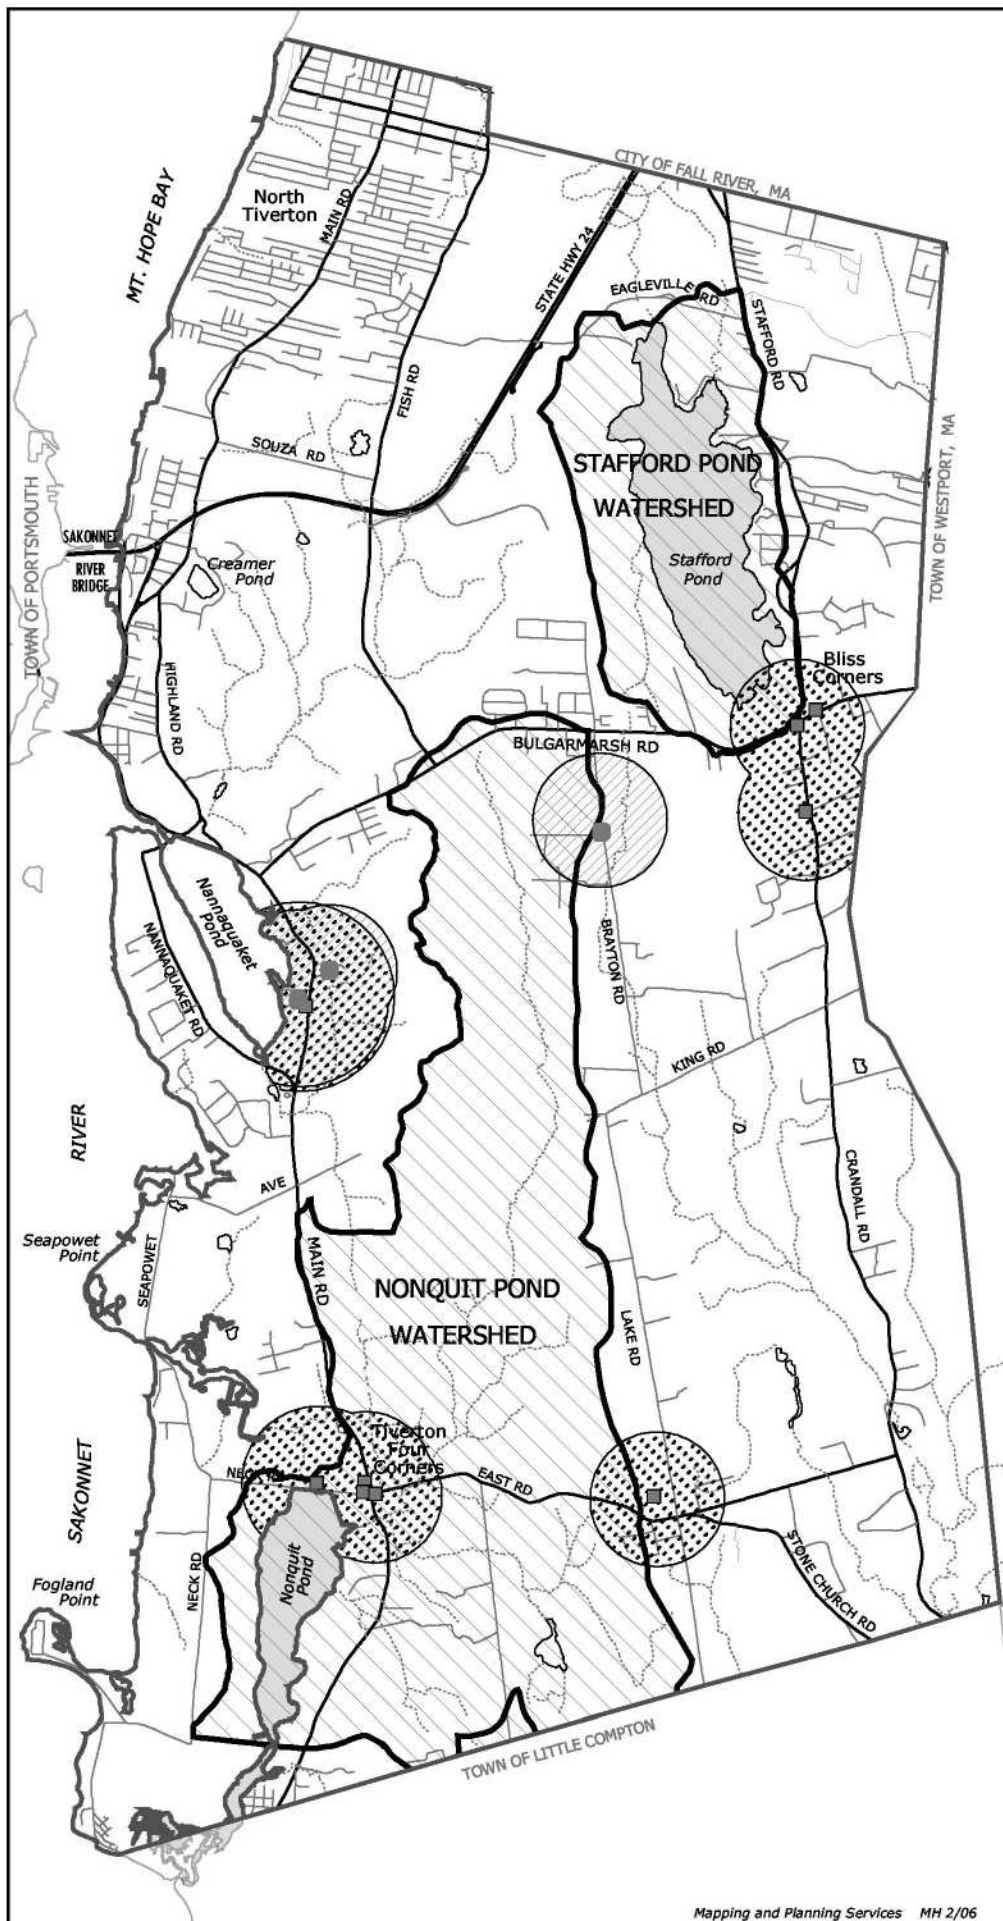 CITY OF FALL RIVER, MA
MT. HOPE BAY
North
Tiverton
MAIN RD
STATE HWY 24
EAGLEVILLE RD
STAFFORD RD
FISH RD
SOUZA RD
TOWN OF WESTPORT, MA
STAFFORD POND
WATERSHED
TOWN OF PORTSMOUTH
SAKONNET
RIVER
BRIDGE
Creamer
Pond
Stafford
Pond
HIGHLAND RD
Bliss
Corners
BULGARMARSH RD
Nannaquaket
Pond
NANNAQUAKET RD
BRAYTON RD
KING RD
RIVER
AVE
CRANDALL RD
Seapowet
Point
SEAPOWET
MAIN RD
NONQUIT POND
WATERSHED
LAKE RD
Tiverton
Four
Corners
SAKONNET
NECK RD
EAST RD
STONE CHURCH RD
Fogland
Point
NECK RD
Nonquit
Pond
TOWN OF LITTLE COMPTON
Mapping and Planning Services MH 2/06